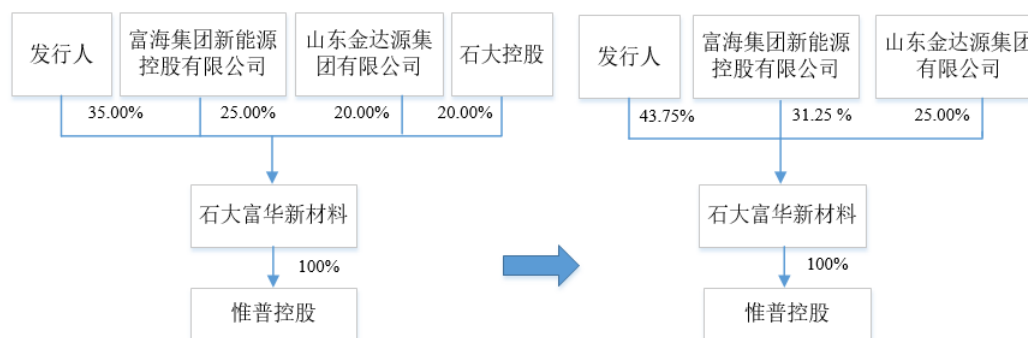 发行人
富海集团新能源
控股有限公司
山东金达源集
团有限公司
石大控股
35.00%
25.00%
20.00%
20.00%
石大富华新材料
100%
惟普控股
发行人
富海集团新能源
控股有限公司
山东金达源集团
有限公司
43.75%
31.25 %
25.00%
石大富华新材料
100%
惟普控股